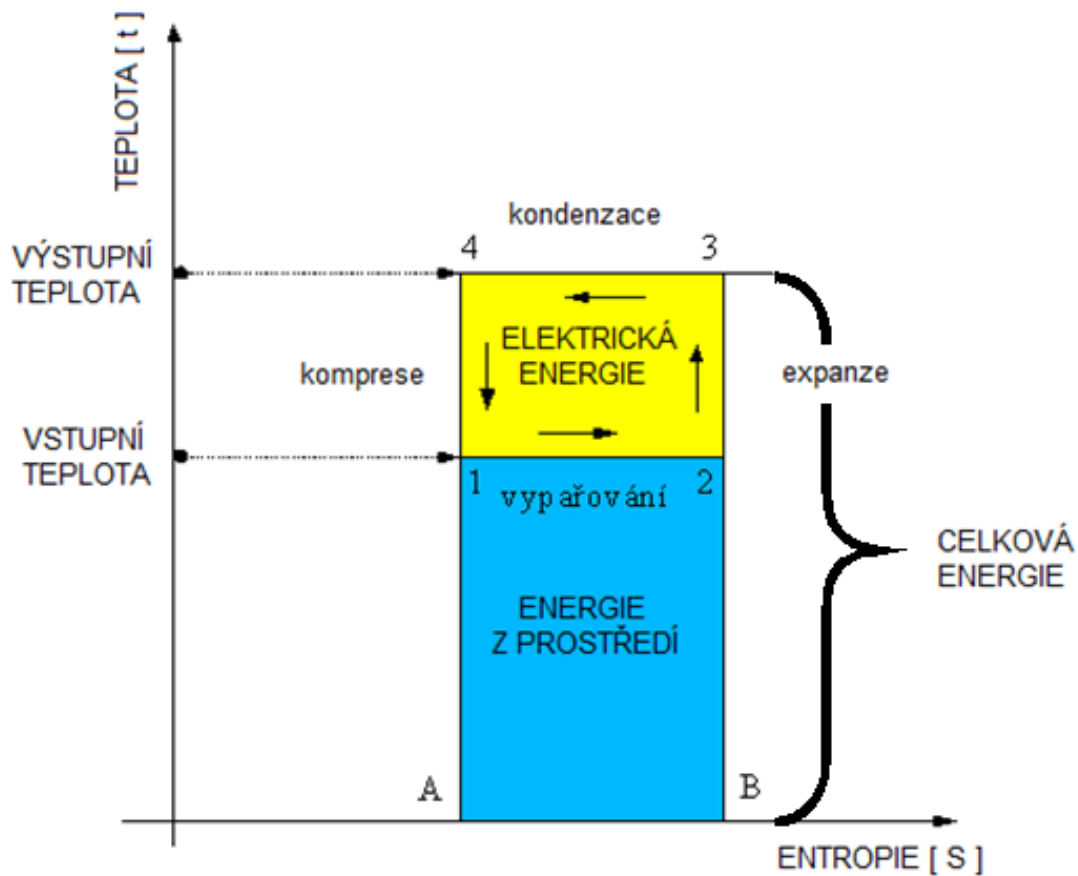 TEPLOTA [ t ]
kondenzace
4
3
VÝSTUPNÍ
TEPLOTA
ELEKTRICKÁ
ENERGIE
komprese
expanze
VSTUPNÍ
TEPLOTA
1
vypařování
2
CELKOVÁ
ENERGIE
ENERGIE
Z PROSTŘEDÍ
A
B
ENTROPIE [ S ]